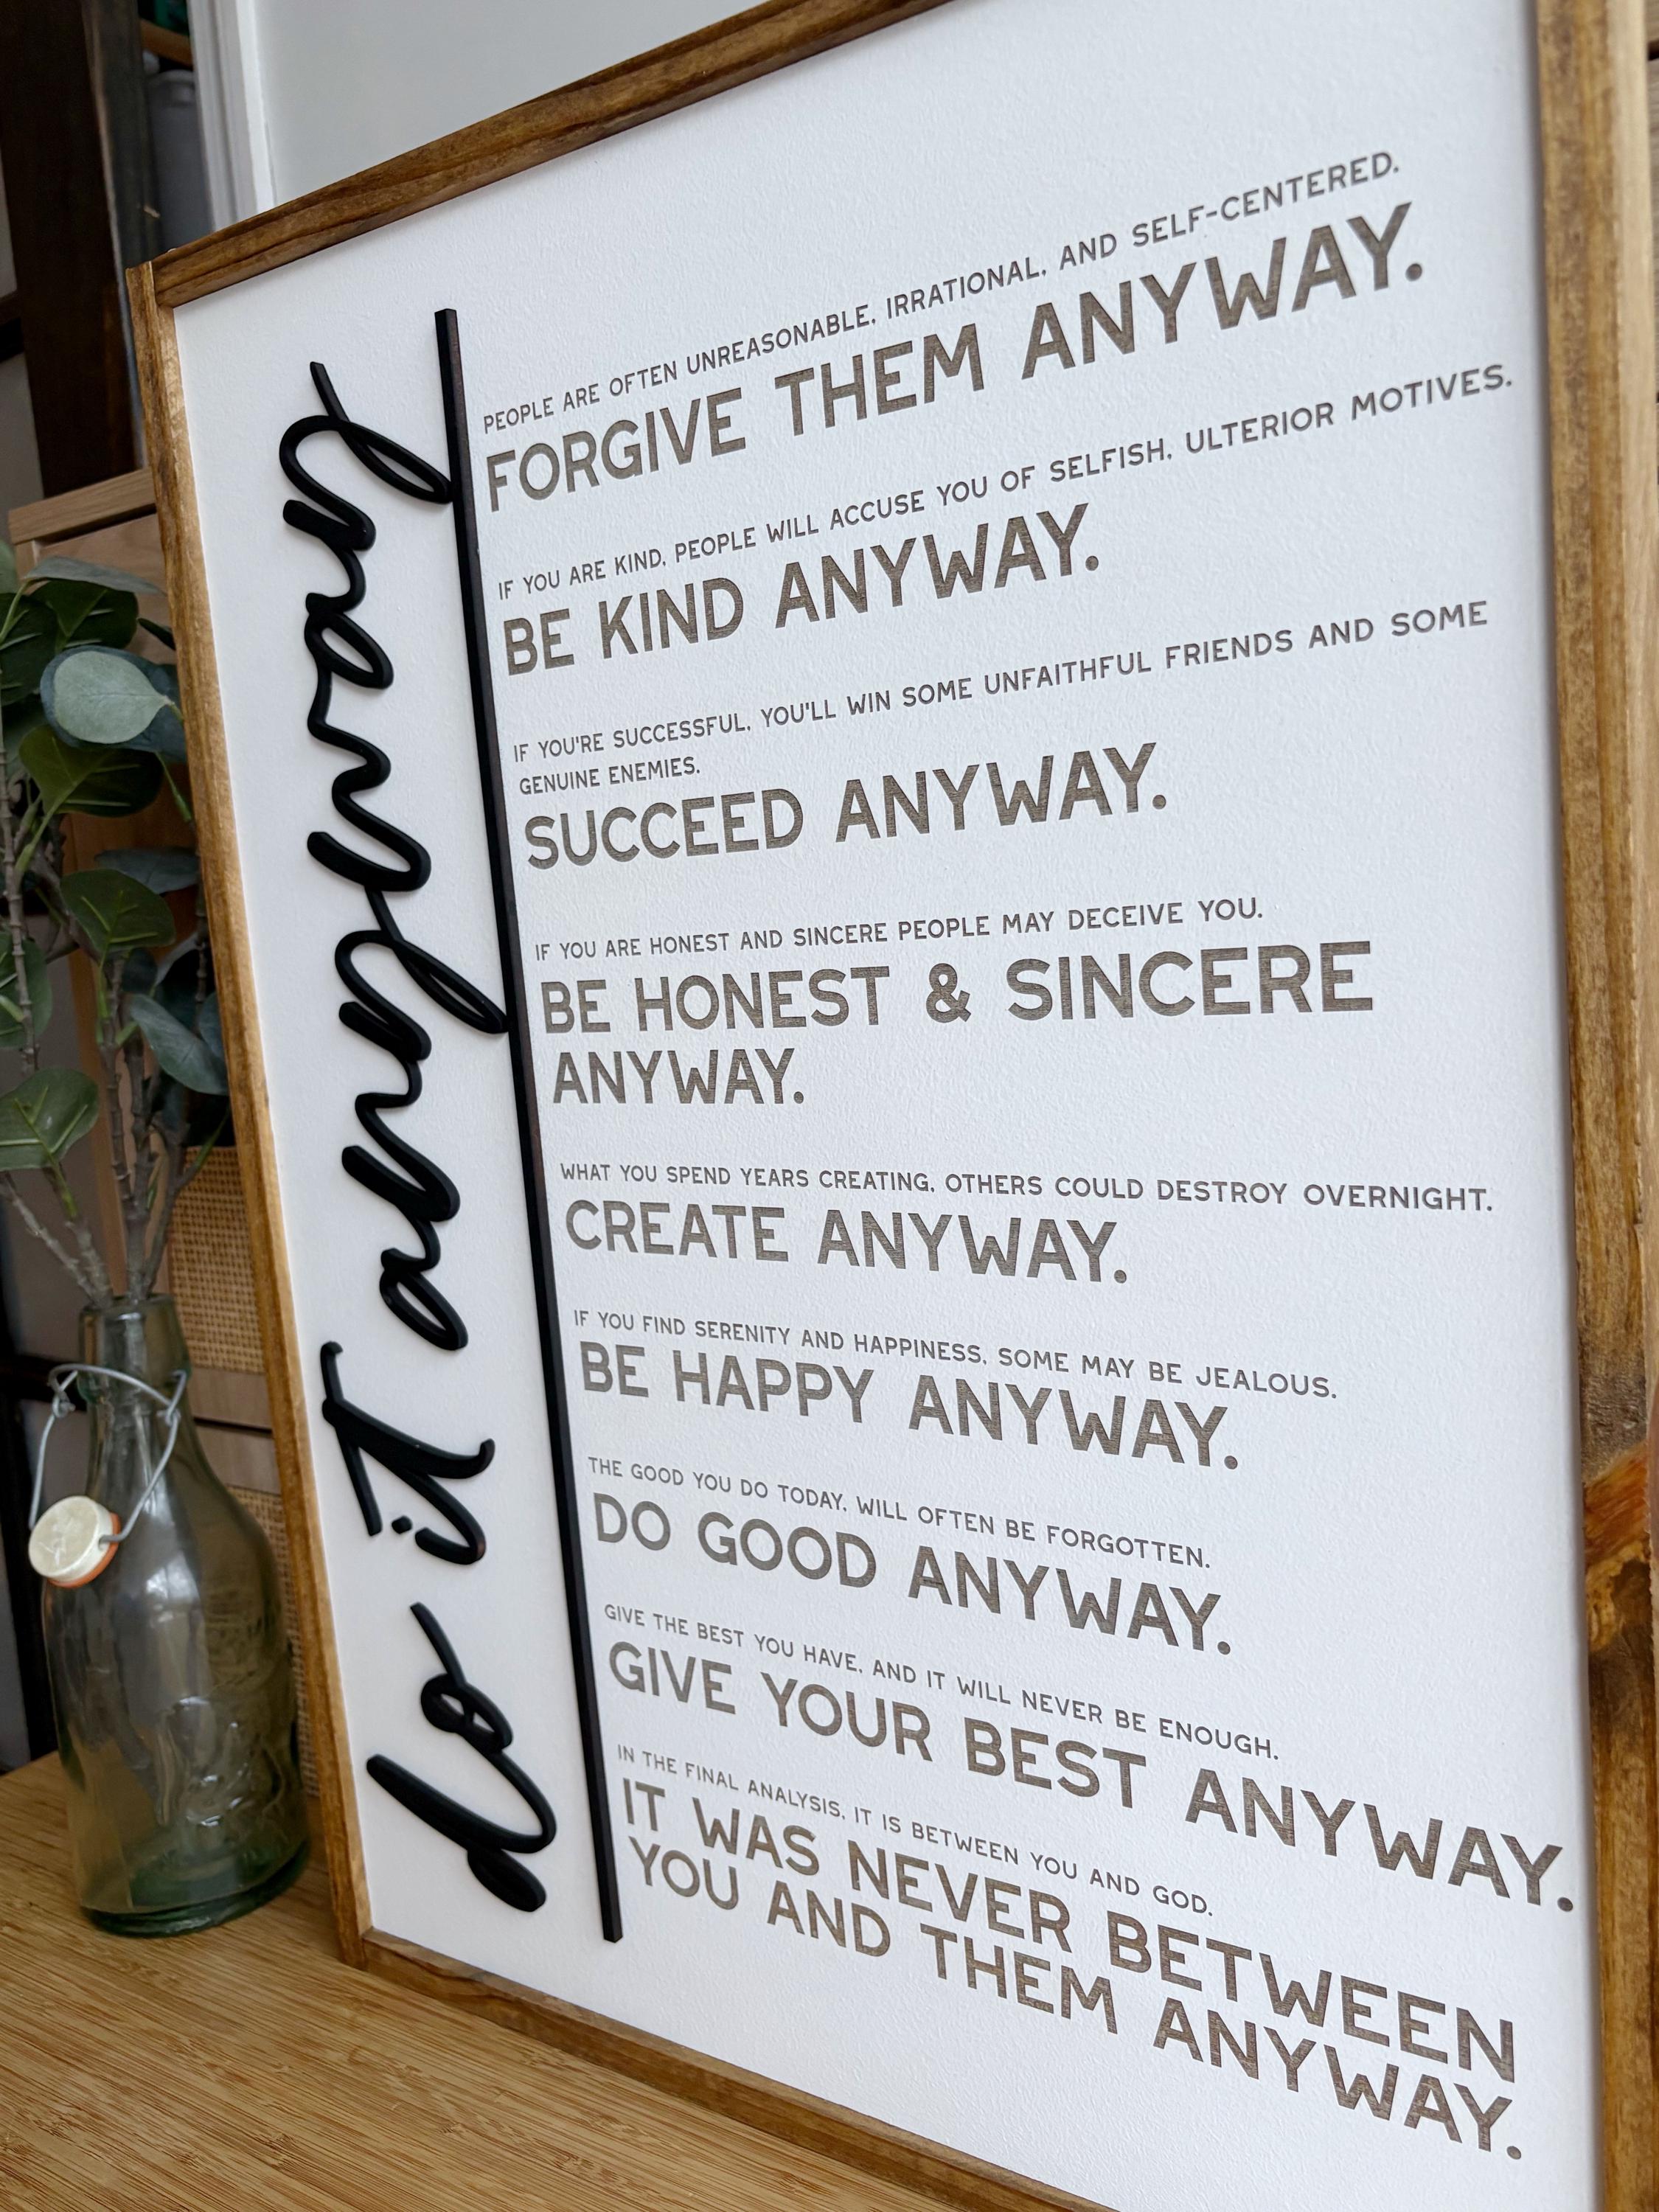 do it anyway
PEOPLE ARE OFTEN UNREASONABLE, IRRATIONAL, AND SELF-CENTERED.
FORGIVE THEM ANYWAY.
IF YOU ARE KIND, PEOPLE WILL ACCUSE YOU OF SELFISH, ULTERIOR MOTIVES.
BE KIND ANYWAY.
IF YOU'RE SUCCESSFUL, YOU'LL WIN SOME UNFAITHFUL FRIENDS AND SOME
GENUINE ENEMIES.
SUCCEED ANYWAY.
IF YOU ARE HONEST AND SINCERE PEOPLE MAY DECEIVE YOU.
BE HONEST & SINCERE
ANYWAY.
WHAT YOU SPEND YEARS CREATING, OTHERS COULD DESTROY OVERNIGHT.
CREATE ANYWAY.
IF YOU FIND SERENITY AND HAPPINESS, SOME MAY BE JEALOUS.
BE HAPPY ANYWAY.
THE GOOD YOU DO TODAY, WILL OFTEN BE FORGOTTEN.
DO GOOD ANYWAY.
GIVE THE BEST YOU HAVE, AND IT WILL NEVER BE ENOUGH.
GIVE YOUR BEST ANYWAY.
IN THE FINAL ANALYSIS, IT IS BETWEEN YOU AND GOD.
IT WAS NEVER BETWEEN
YOU AND THEM ANYWAY.